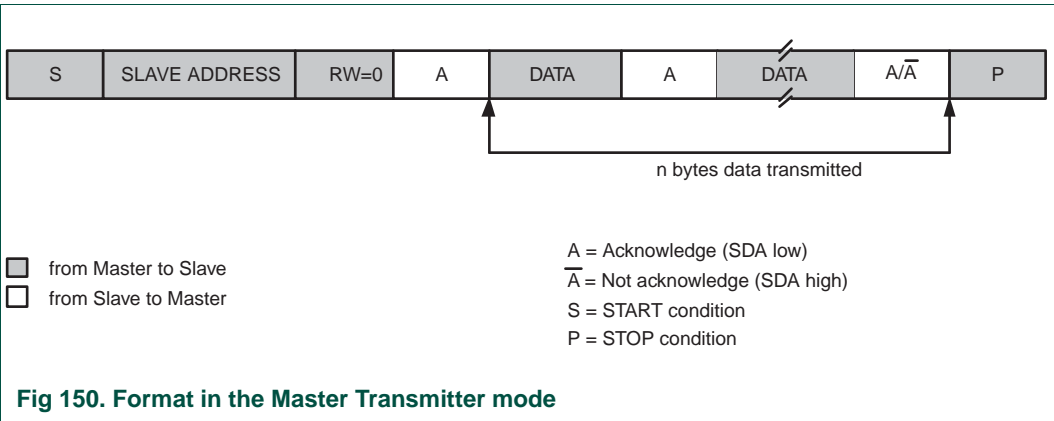 S SLAVE ADDRESS RW=0 A DATA A DATA A/A̅ P
n bytes data transmitted
from Master to Slave
from Slave to Master
A = Acknowledge (SDA low)
A̅ = Not acknowledge (SDA high)
S = START condition
P = STOP condition
Fig 150. Format in the Master Transmitter mode